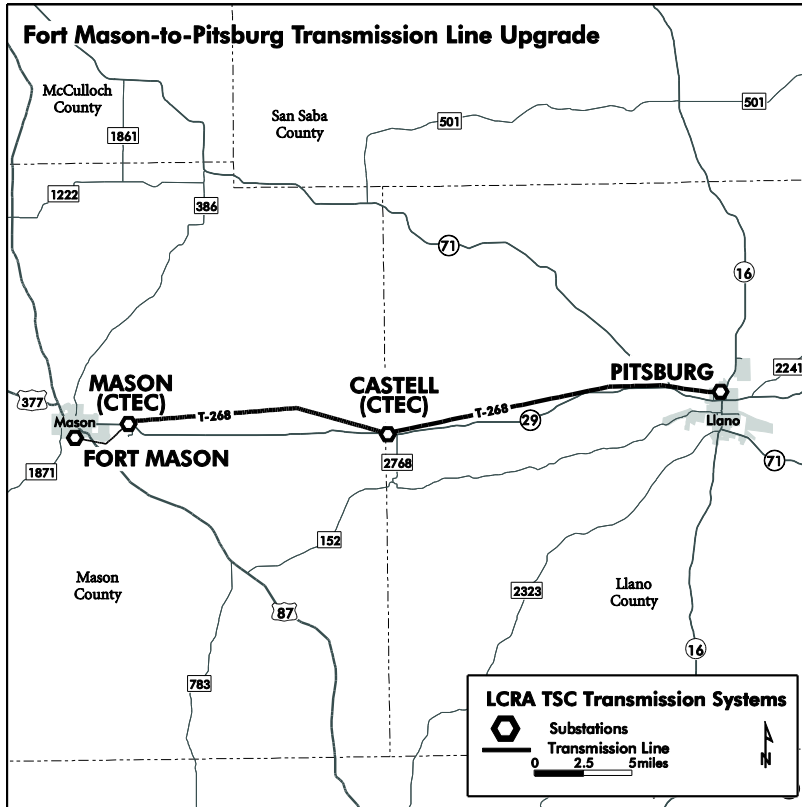 Fort Mason-to-Pitsburg Transmission Line Upgrade
McCulloch
County
San Saba
County
501
501
1861
1222
386
71
16
PITSBURG
2241
MASON
(CTEC)
CASTELL
(CTEC)
377
T-268
T-268
29
Mason
Llano
FORT MASON
1871
2768
71
152
Mason
County
2323
Llano
County
87
16
783
LCRA TSC Transmission Systems
Substations
Transmission Line
0 2.5 5miles
N